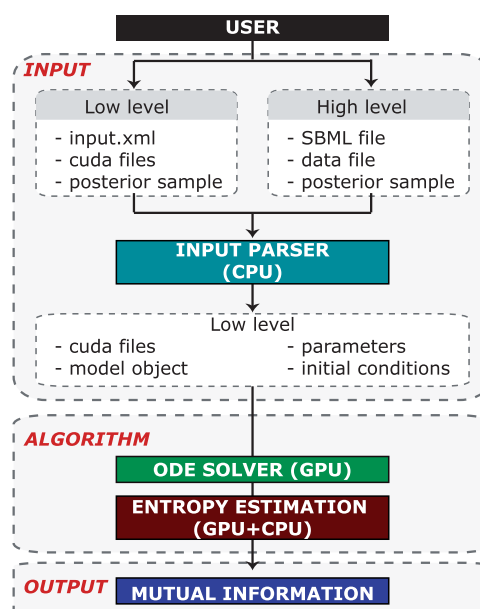 USER
INPUT
Low level
- input.xml
- cuda files
- posterior sample
High level
- SBML file
- data file
- posterior sample
INPUT PARSER
(CPU)
Low level
- cuda files
- model object
- parameters
- initial conditions
ALGORITHM
ODE SOLVER (GPU)
ENTROPY ESTIMATION
(GPU+CPU)
OUTPUT
MUTUAL INFORMATION